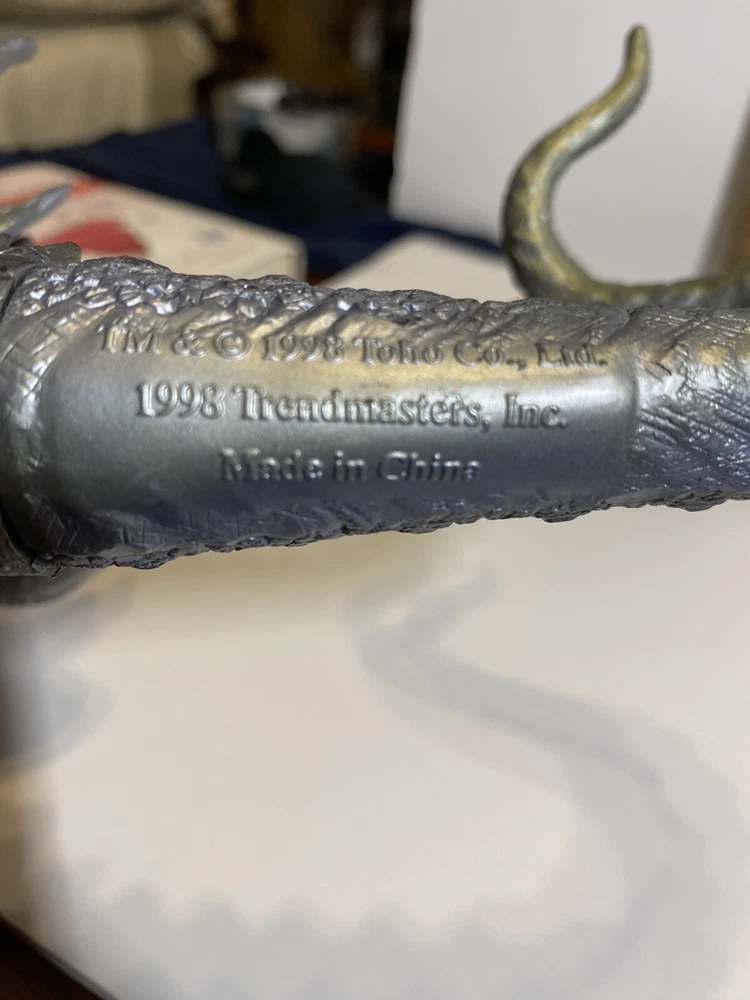 TM & © 1998 Toho Co., Ltd.
1998 Trendmasters, Inc.
Made in China